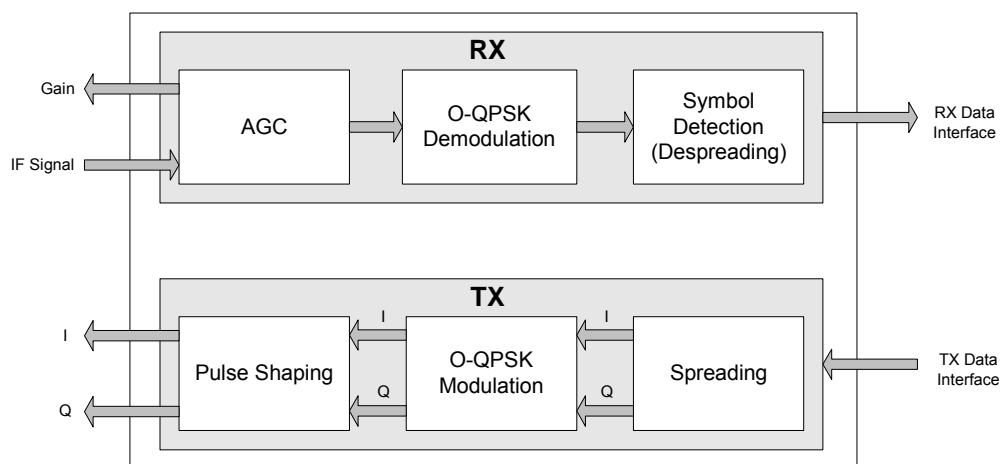 RX
Gain
IF Signal
AGC
O-QPSK
Demodulation
Symbol
Detection
(Despreading)
RX Data
Interface
TX
I
Q
Pulse Shaping
I
Q
O-QPSK
Modulation
I
Q
Spreading
TX Data
Interface